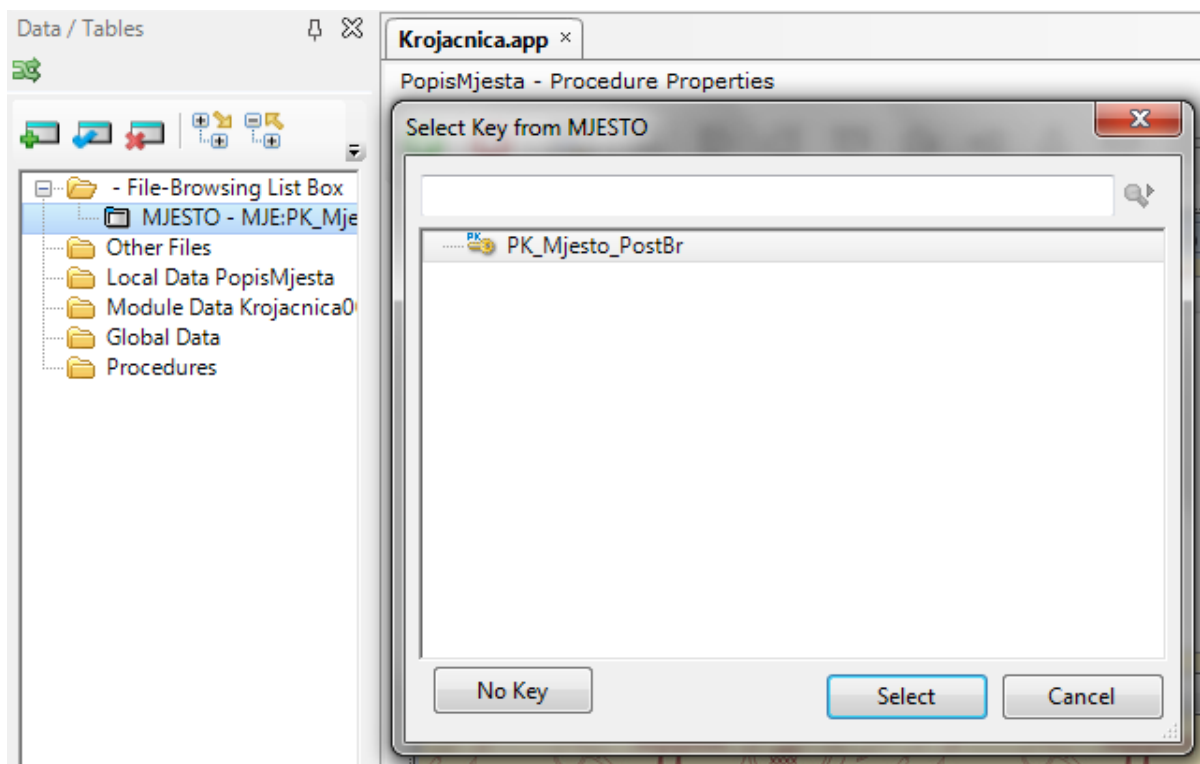 Data / Tables
- File-Browsing List Box
MJESTO - MJE:PK_Mje
Other Files
Local Data PopisMjesta
Module Data Krojacnica0
Global Data
Procedures
Krojacnica.app ×
PopisMjesta - Procedure Properties
Select Key from MJESTO
PK_Mjesto_PostBr
No Key
Select
Cancel